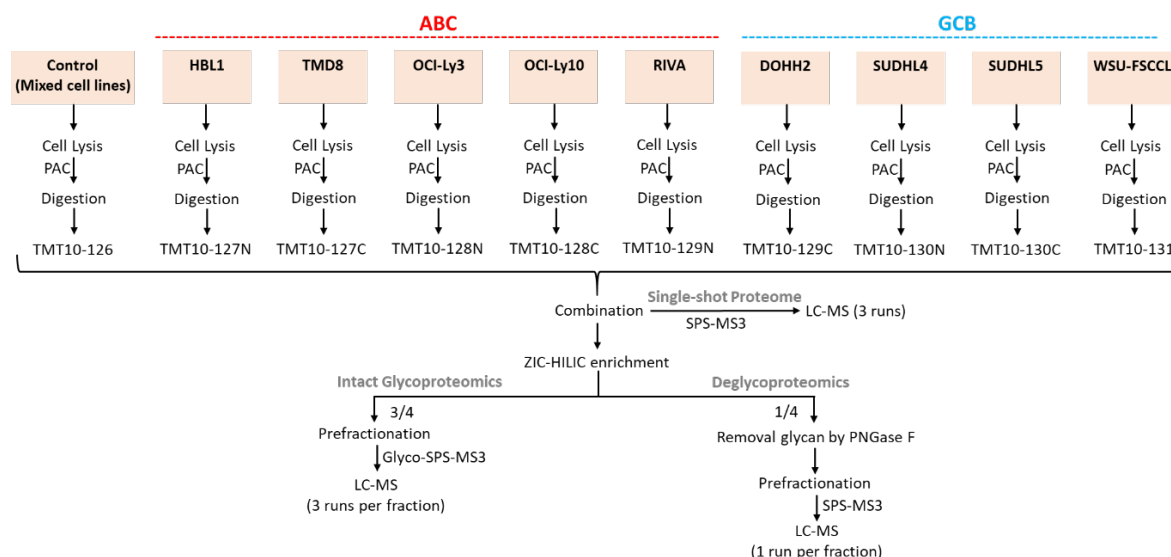 ABC
GCB
Control
(Mixed cell lines)
HBL1
TMD8
OCI-Ly3
OCI-Ly10
RIVA
DOHH2
SUDHL4
SUDHL5
WSU-FSCCL
Cell Lysis
Cell Lysis
Cell Lysis
Cell Lysis
Cell Lysis
Cell Lysis
Cell Lysis
Cell Lysis
Cell Lysis
Cell Lysis
PAC
PAC
PAC
PAC
PAC
PAC
PAC
PAC
PAC
PAC
Digestion
Digestion
Digestion
Digestion
Digestion
Digestion
Digestion
Digestion
Digestion
Digestion
TMT10-126
TMT10-127N
TMT10-127C
TMT10-128N
TMT10-128C
TMT10-129N
TMT10-129C
TMT10-130N
TMT10-130C
TMT10-131
Combination
Single-shot Proteome
SPS-MS3
LC-MS (3 runs)
ZIC-HILIC enrichment
Intact Glycoproteomics
Deglycoproteomics
3/4
1/4
Prefractionation
Removal glycan by PNGase F
Glyco-SPS-MS3
LC-MS
(3 runs per fraction)
Prefractionation
SPS-MS3
LC-MS
(1 run per fraction)